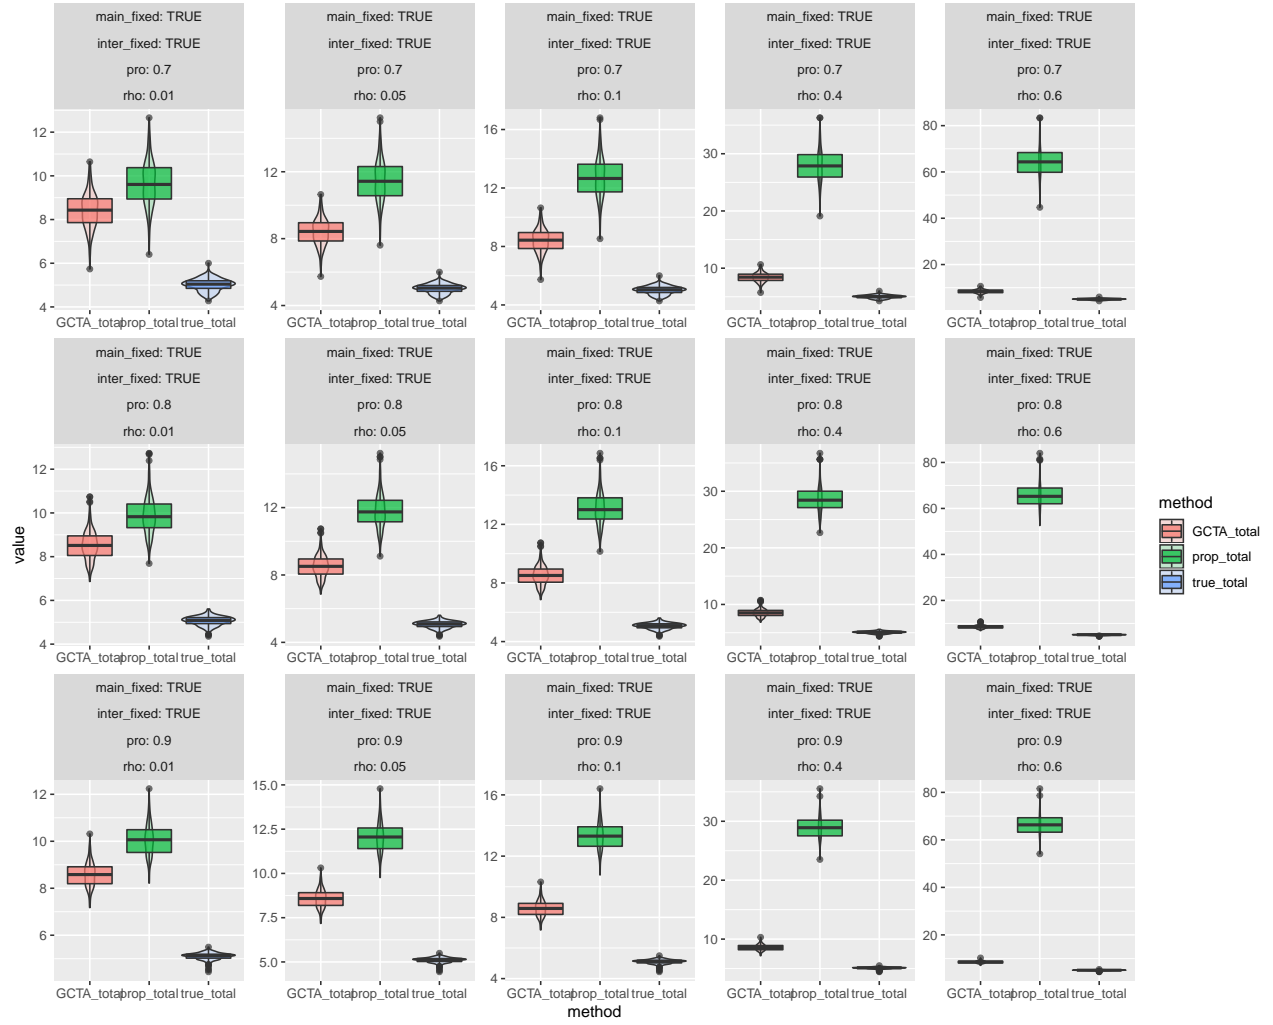 main_fixed: TRUE
inter_fixed: TRUE
pro: 0.7
rho: 0.01
main_fixed: TRUE
inter_fixed: TRUE
pro: 0.7
rho: 0.05
main_fixed: TRUE
inter_fixed: TRUE
pro: 0.7
rho: 0.1
main_fixed: TRUE
inter_fixed: TRUE
pro: 0.7
rho: 0.4
main_fixed: TRUE
inter_fixed: TRUE
pro: 0.7
rho: 0.6
12
10
8
6
4
12
8
4
16
12
8
4
30
20
10
80
60
40
20
GCTA_total prop_total true_total
GCTA_total prop_total true_total
GCTA_total prop_total true_total
GCTA_total prop_total true_total
GCTA_total prop_total true_total
main_fixed: TRUE
inter_fixed: TRUE
pro: 0.8
rho: 0.01
main_fixed: TRUE
inter_fixed: TRUE
pro: 0.8
rho: 0.05
main_fixed: TRUE
inter_fixed: TRUE
pro: 0.8
rho: 0.1
main_fixed: TRUE
inter_fixed: TRUE
pro: 0.8
rho: 0.4
main_fixed: TRUE
inter_fixed: TRUE
pro: 0.8
rho: 0.6
value
12
10
8
6
4
12
8
4
16
12
8
4
30
20
10
80
60
40
20
GCTA_total prop_total true_total
GCTA_total prop_total true_total
GCTA_total prop_total true_total
GCTA_total prop_total true_total
GCTA_total prop_total true_total
main_fixed: TRUE
inter_fixed: TRUE
pro: 0.9
rho: 0.01
main_fixed: TRUE
inter_fixed: TRUE
pro: 0.9
rho: 0.05
main_fixed: TRUE
inter_fixed: TRUE
pro: 0.9
rho: 0.1
main_fixed: TRUE
inter_fixed: TRUE
pro: 0.9
rho: 0.4
main_fixed: TRUE
inter_fixed: TRUE
pro: 0.9
rho: 0.6
12
10
8
6
15.0
12.5
10.0
7.5
5.0
16
12
8
4
30
20
10
80
60
40
20
GCTA_total prop_total true_total
GCTA_total prop_total true_total
GCTA_total prop_total true_total
GCTA_total prop_total true_total
GCTA_total prop_total true_total
method
method
GCTA_total
prop_total
true_total